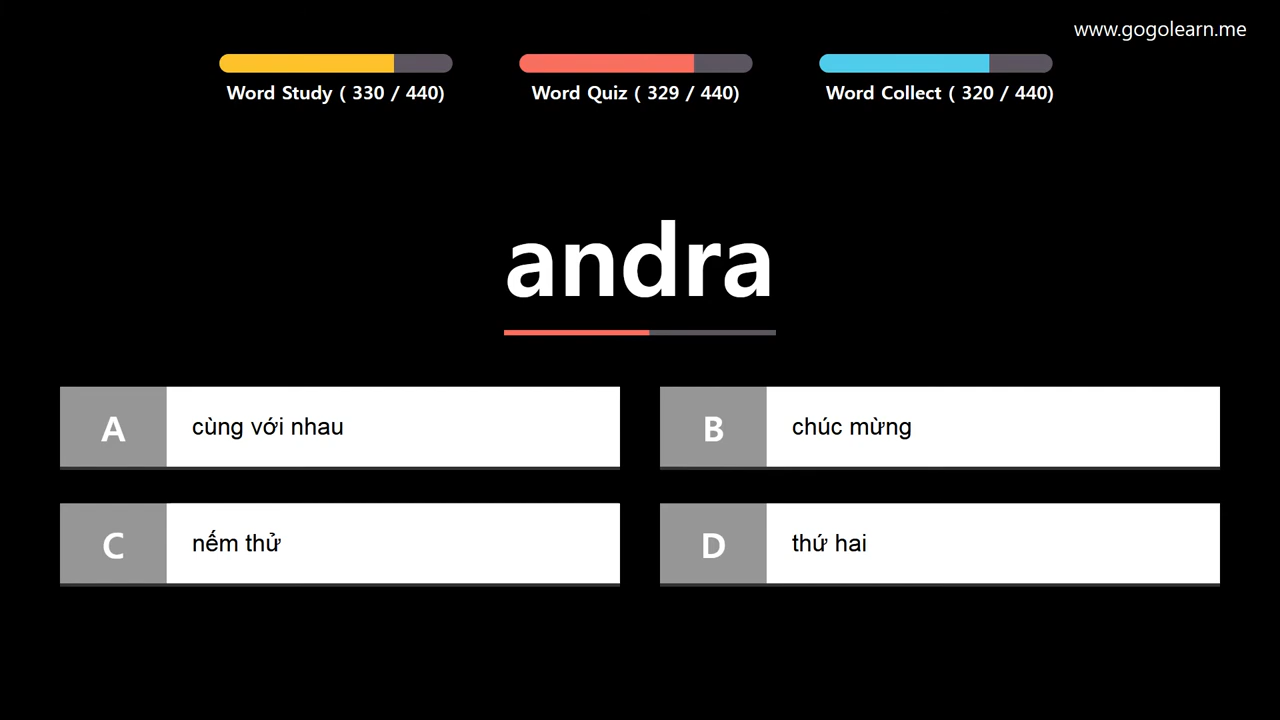 www.gogolearn.me
Word Study ( 330 / 440)
Word Quiz ( 329 / 440)
Word Collect ( 320 / 440)
andra
A
cùng với nhau
B
chúc mừng
C
nếm thử
D
thứ hai